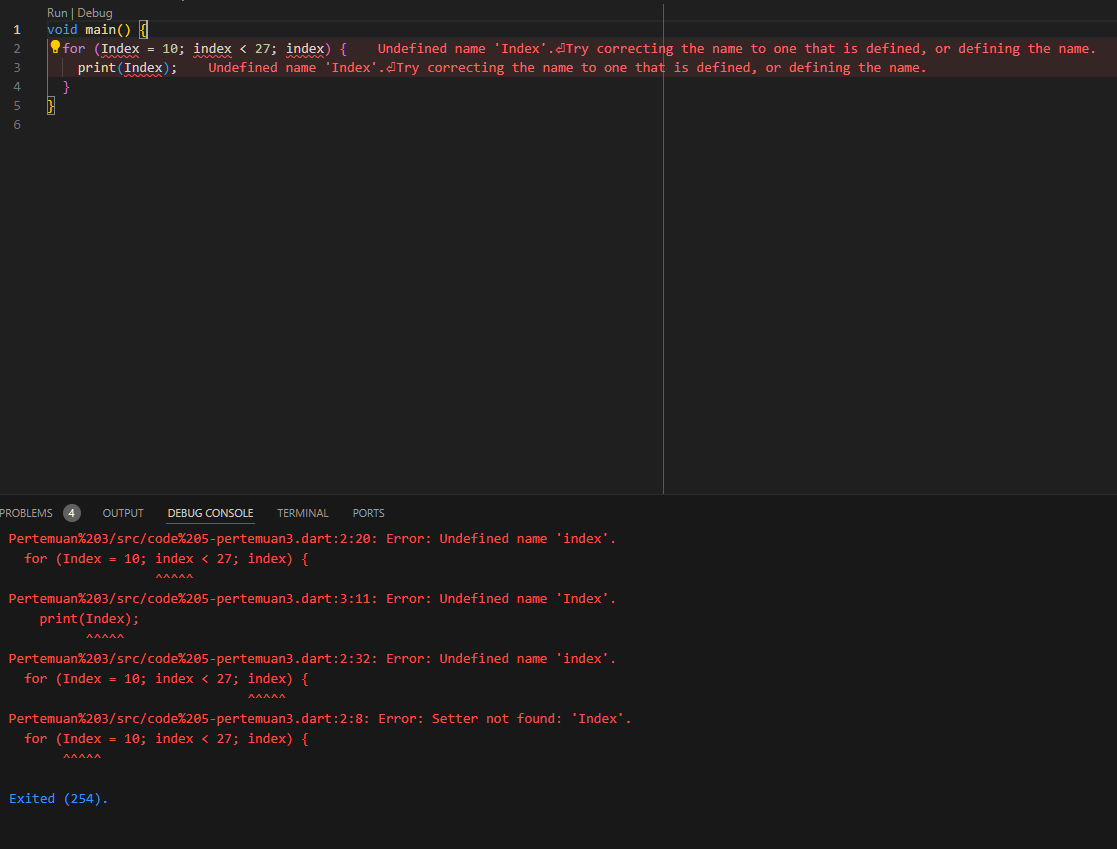 Run | Debug
1 void main() {
2 for (Index = 10; index < 27; index) { Undefined name 'Index'.⏎Try correcting the name to one that is defined, or defining the name.
3 print(Index); Undefined name 'Index'.⏎Try correcting the name to one that is defined, or defining the name.
4 }
5 }
6
PROBLEMS 4 OUTPUT DEBUG CONSOLE TERMINAL PORTS
Pertemuan%203/src/code%205-pertemuan3.dart:2:20: Error: Undefined name 'index'.
for (Index = 10; index < 27; index) {
^^^^^
Pertemuan%203/src/code%205-pertemuan3.dart:3:11: Error: Undefined name 'Index'.
print(Index);
^^^^^
Pertemuan%203/src/code%205-pertemuan3.dart:2:32: Error: Undefined name 'index'.
for (Index = 10; index < 27; index) {
^^^^^
Pertemuan%203/src/code%205-pertemuan3.dart:2:8: Error: Setter not found: 'Index'.
for (Index = 10; index < 27; index) {
^^^^^
Exited (254).